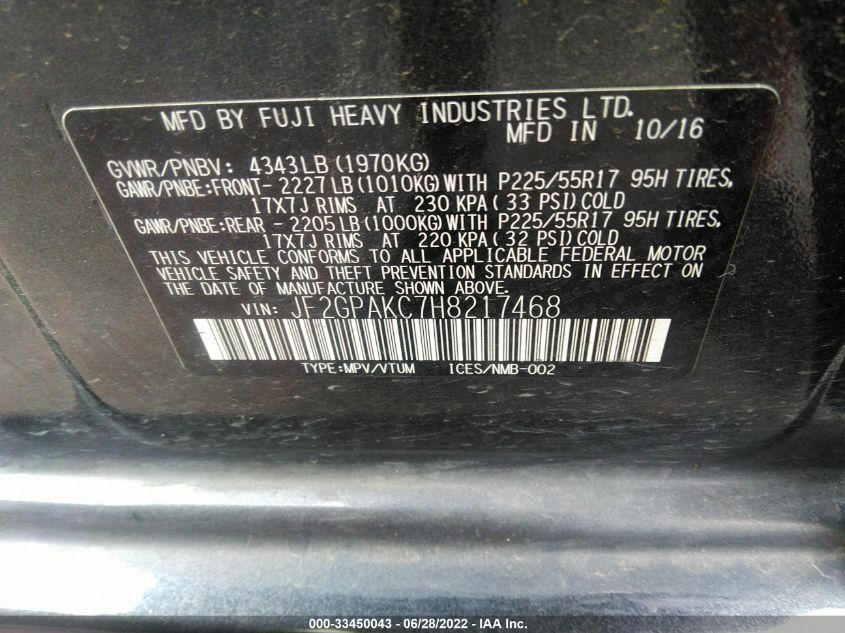 MFD BY FUJI HEAVY INDUSTRIES LTD.
MFD IN 10/16
GVWR/PNBV: 4343LB (1970KG)
GAWR/PNBE:FRONT- 2227LB (1010KG) WITH P225/55R17 95H TIRES,
17X7J RIMS AT 230 KPA( 33 PSI) COLD
GAWR/PNBE:REAR - 2205LB (1000KG) WITH P225/55R17 95H TIRES,
17X7J RIMS AT 220 KPA( 32 PSI) COLD
THIS VEHICLE CONFORMS TO ALL APPLICABLE FEDERAL MOTOR
VEHICLE SAFETY AND THEFT PREVENTION STANDARDS IN EFFECT ON
THE DATE OF MANUFACTURE SHOWN ABOVE.
VIN: JF2GPAKC7H8217468
TYPE:MPV/VTUM ICES/NMB-002
000-33450043 - 06/28/2022 - IAA Inc.